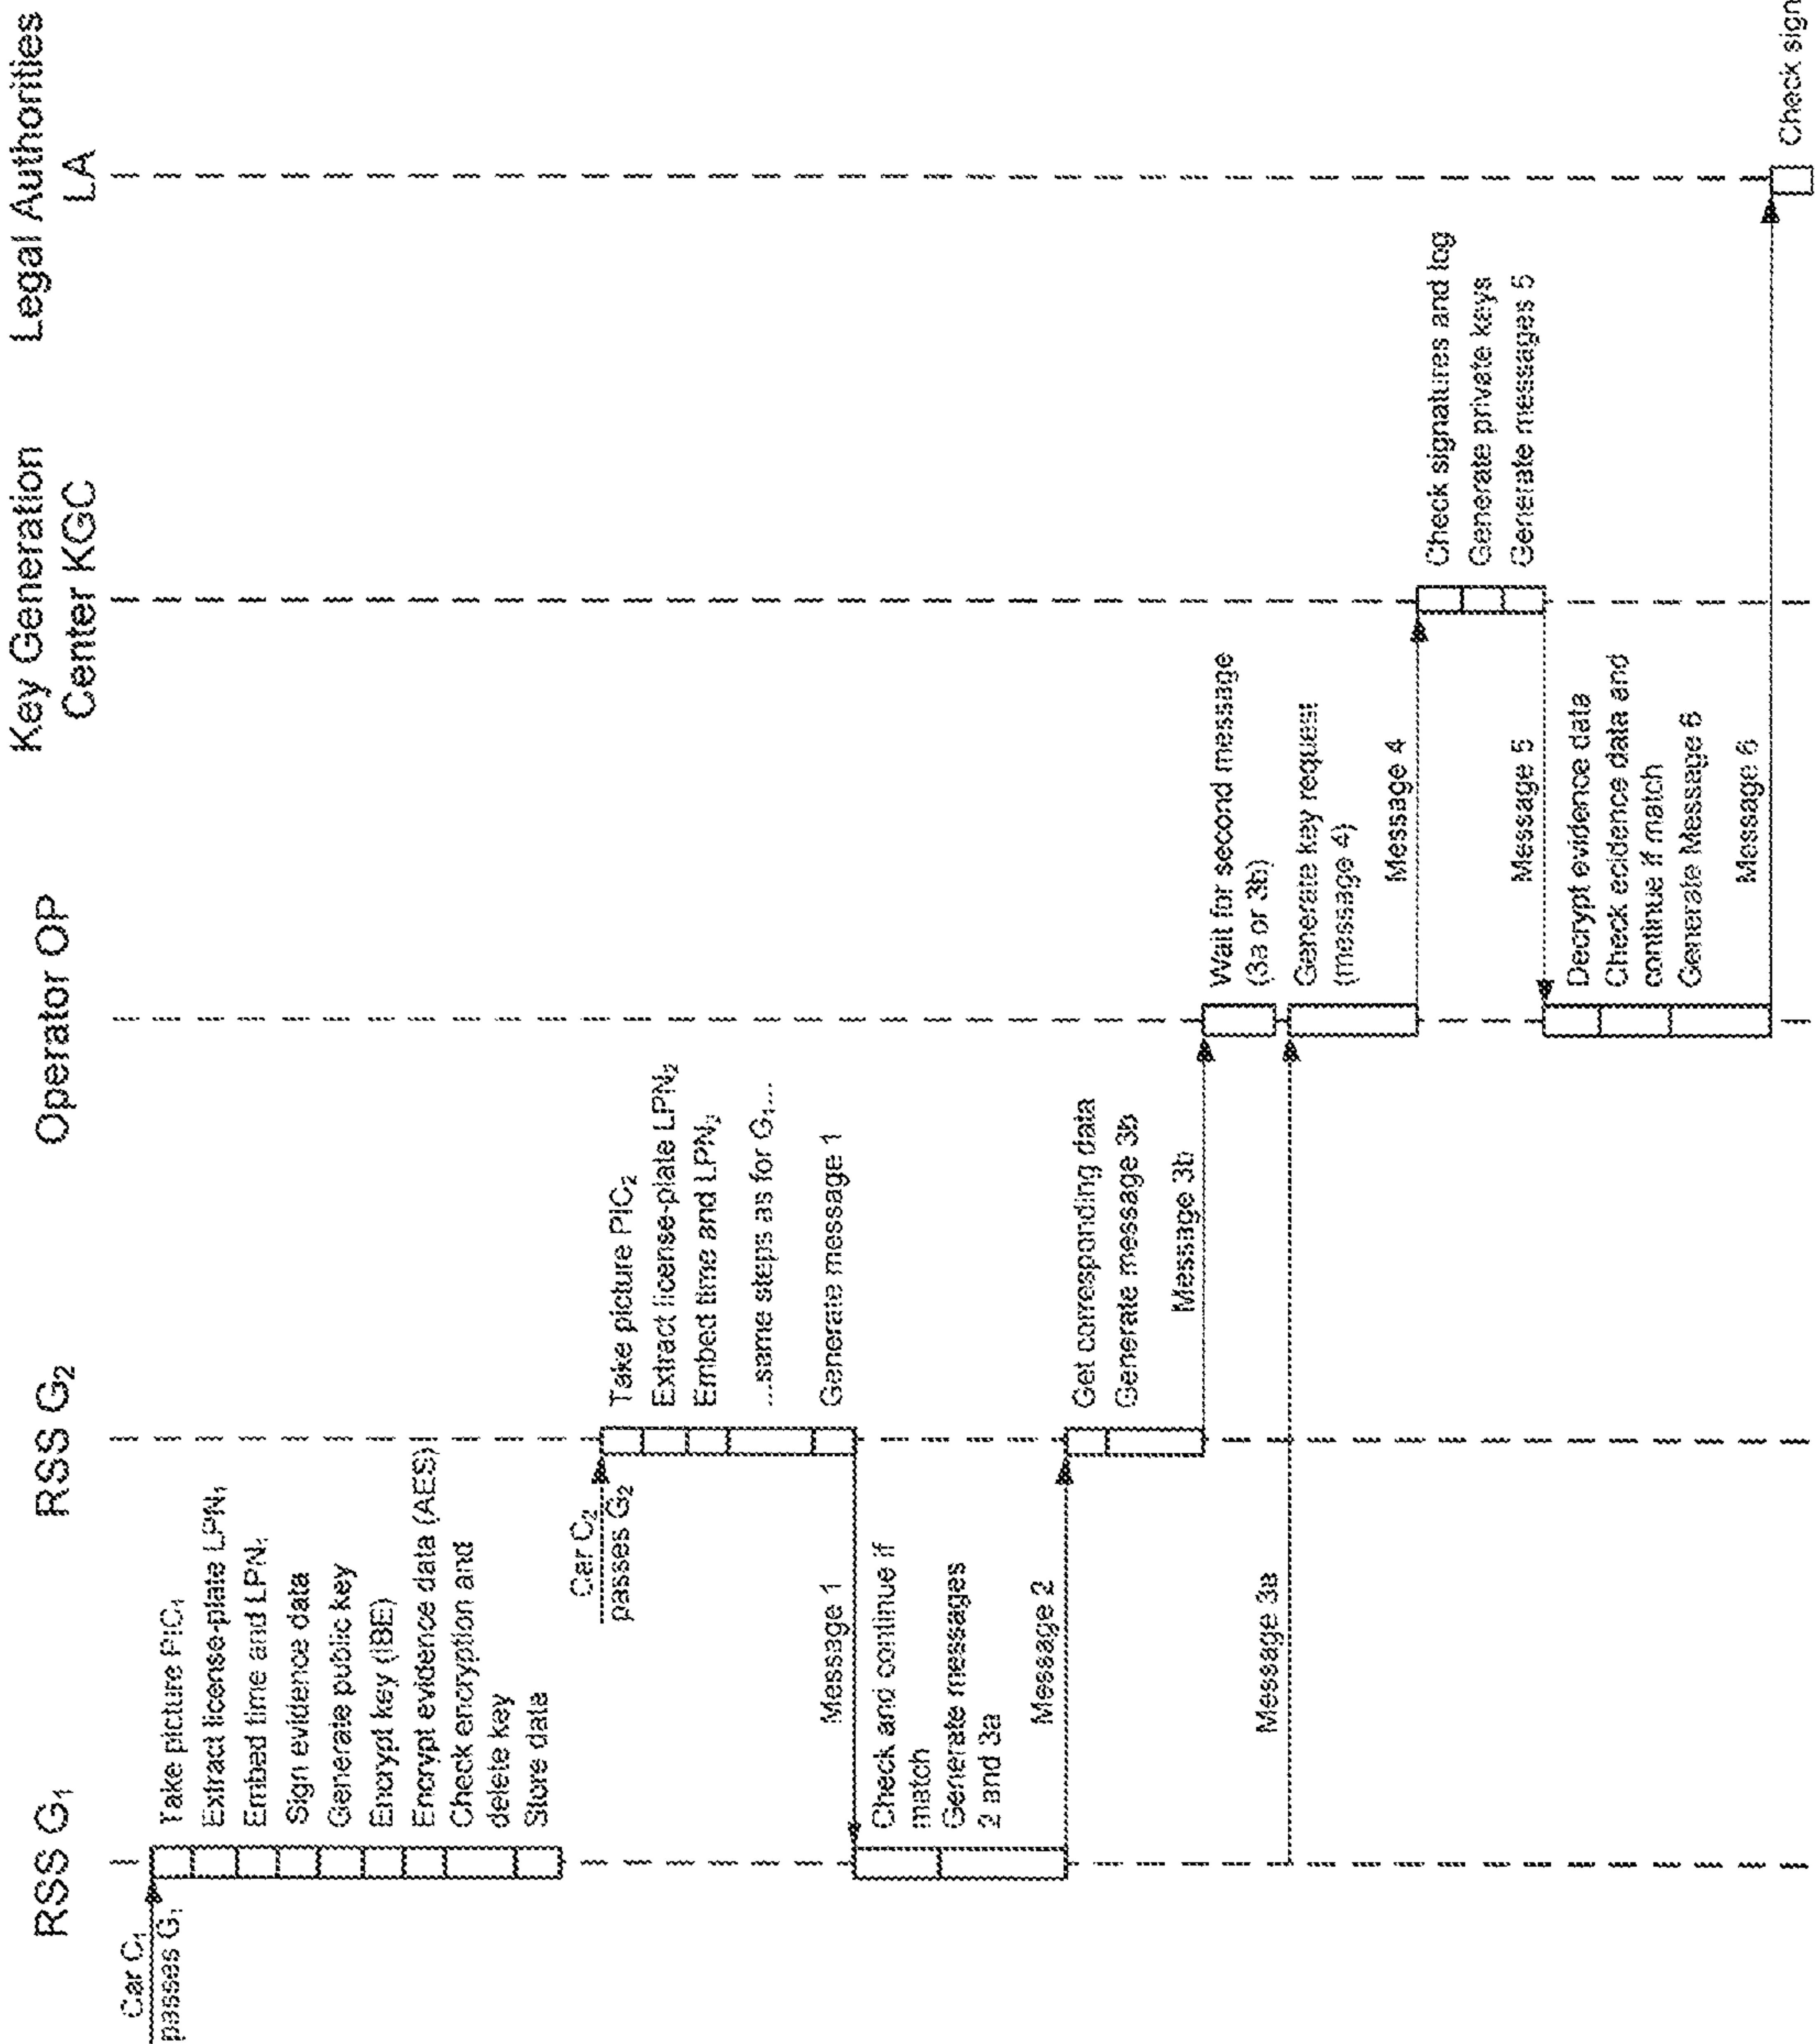 RSS G₁
RSS G₂
Operator OP
Key Generation
Center KGC
Legal Authorities
LA
Car C₁
passes G₁
Take picture PIC₁
Extract license-plate LPN₁
Embed time and LPN₁
Sign evidence data
Generate public key
Encrypt key (IBE)
Encrypt evidence data (AES)
Check encryption and
delete key
Store data
Car C₂
passes G₂
Take picture PIC₂
Extract license-plate LPN₂
Embed time and LPN₂
...same steps as for G₁...
Generate message 1
Message 1
Check and continue if
match
Generate messages
2 and 3a
Message 2
Get corresponding data
Generate message 3b
Message 3b
Wait for second message
(3a or 3b)
Message 3a
Generate key request
(message 4)
Message 4
Check signatures and log
Generate private keys
Generate messages 5
Message 5
Decrypt evidence data
Check ecidence data and
continue if match
Generate Message 6
Message 6
Check sign